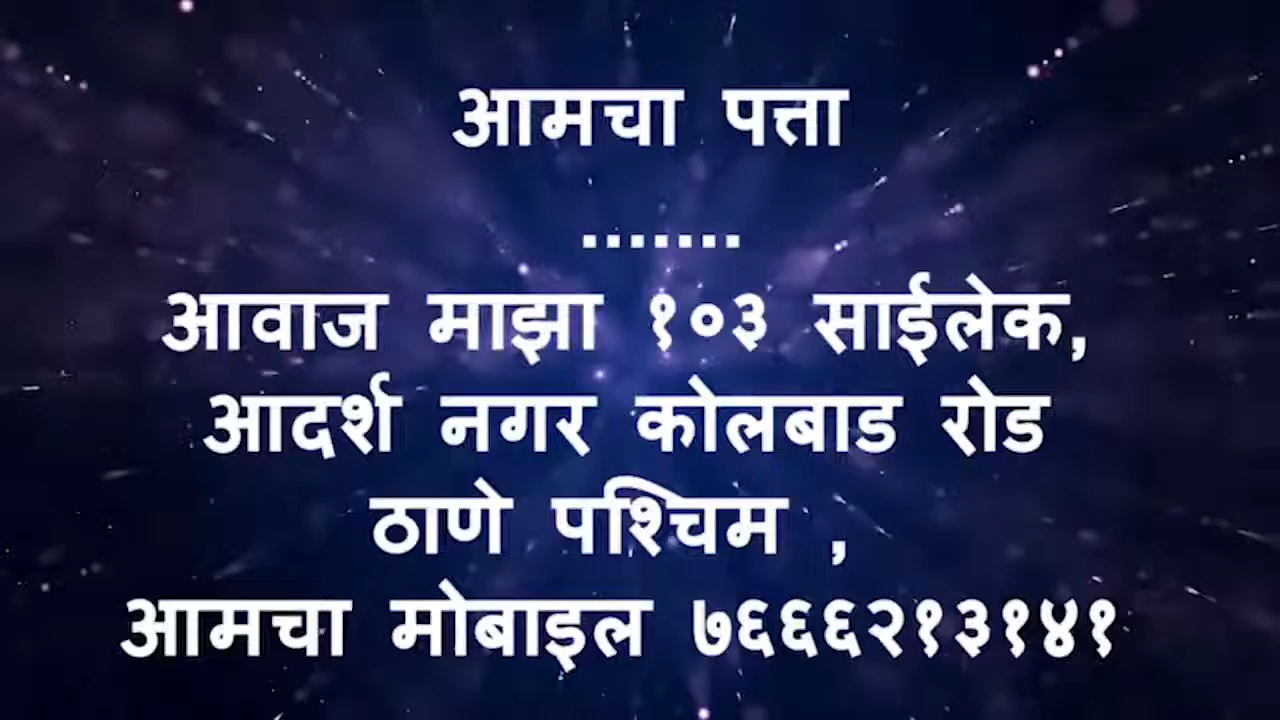 आमचा पत्ता
.......
आवाज माझा १०३ साईलेक,
आदर्श नगर कोलबाड रोड
ठाणे पश्चिम ,
आमचा मोबाइल ७६६६२१३१४१